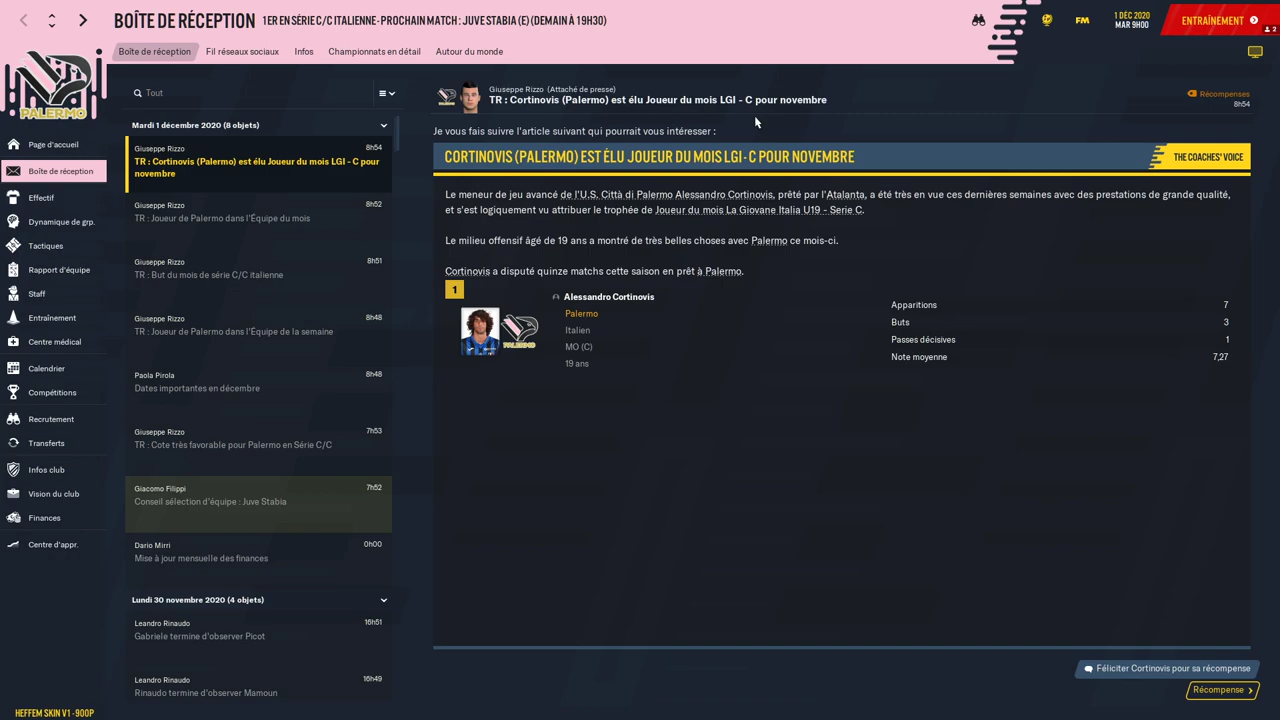 BOÎTE DE RÉCEPTION
1ER EN SÉRIE C/C ITALIENNE - PROCHAIN MATCH : JUVE STABIA (E) (DEMAIN À 19H30)
FM
1 DÉC 2020
MAR 9H00
ENTRAÎNEMENT
2
Boîte de réception
Fil réseaux sociaux
Infos
Championnats en détail
Autour du monde
PALERMO
Page d'accueil
Boîte de réception
Effectif
Dynamique de grp.
Tactiques
Rapport d'équipe
Staff
Entraînement
Centre médical
Calendrier
Compétitions
Recrutement
Transferts
Infos club
Vision du club
Finances
Centre d'appr.
HEFFEM SKIN V1 - 900P
Tout
Mardi 1 décembre 2020 (8 objets)
Giuseppe Rizzo 8h54
TR : Cortinovis (Palermo) est élu Joueur du mois LGI - C pour
novembre
Giuseppe Rizzo 8h52
TR : Joueur de Palermo dans l'Équipe du mois
Giuseppe Rizzo 8h51
TR : But du mois de série C/C italienne
Giuseppe Rizzo 8h48
TR : Joueur de Palermo dans l'Équipe de la semaine
Paola Pirola 8h48
Dates importantes en décembre
Giuseppe Rizzo 7h53
TR : Cote très favorable pour Palermo en Série C/C
Giacomo Filippi 7h52
Conseil sélection d'équipe : Juve Stabia
Dario Mirri 0h00
Mise à jour mensuelle des finances
Lundi 30 novembre 2020 (4 objets)
Leandro Rinaudo 16h51
Gabriele termine d'observer Picot
Leandro Rinaudo 16h49
Rinaudo termine d'observer Mamoun
Giuseppe Rizzo (Attaché de presse)
TR : Cortinovis (Palermo) est élu Joueur du mois LGI - C pour novembre
Récompenses
8h54
Je vous fais suivre l'article suivant qui pourrait vous intéresser :
CORTINOVIS (PALERMO) EST ÉLU JOUEUR DU MOIS LGI - C POUR NOVEMBRE
THE COACHES' VOICE
Le meneur de jeu avancé de l'U.S. Città di Palermo Alessandro Cortinovis, prêté par l'Atalanta, a été très en vue ces dernières semaines avec des prestations de grande qualité,
et s'est logiquement vu attribuer le trophée de Joueur du mois La Giovane Italia U19 - Serie C.
Le milieu offensif âgé de 19 ans a montré de très belles choses avec Palermo ce mois-ci.
Cortinovis a disputé quinze matchs cette saison en prêt à Palermo.
1
Alessandro Cortinovis
Palermo
Italien
MO (C)
19 ans
PALERMO
Apparitions 7
Buts 3
Passes décisives 1
Note moyenne 7,27
Féliciter Cortinovis pour sa récompense
Récompense